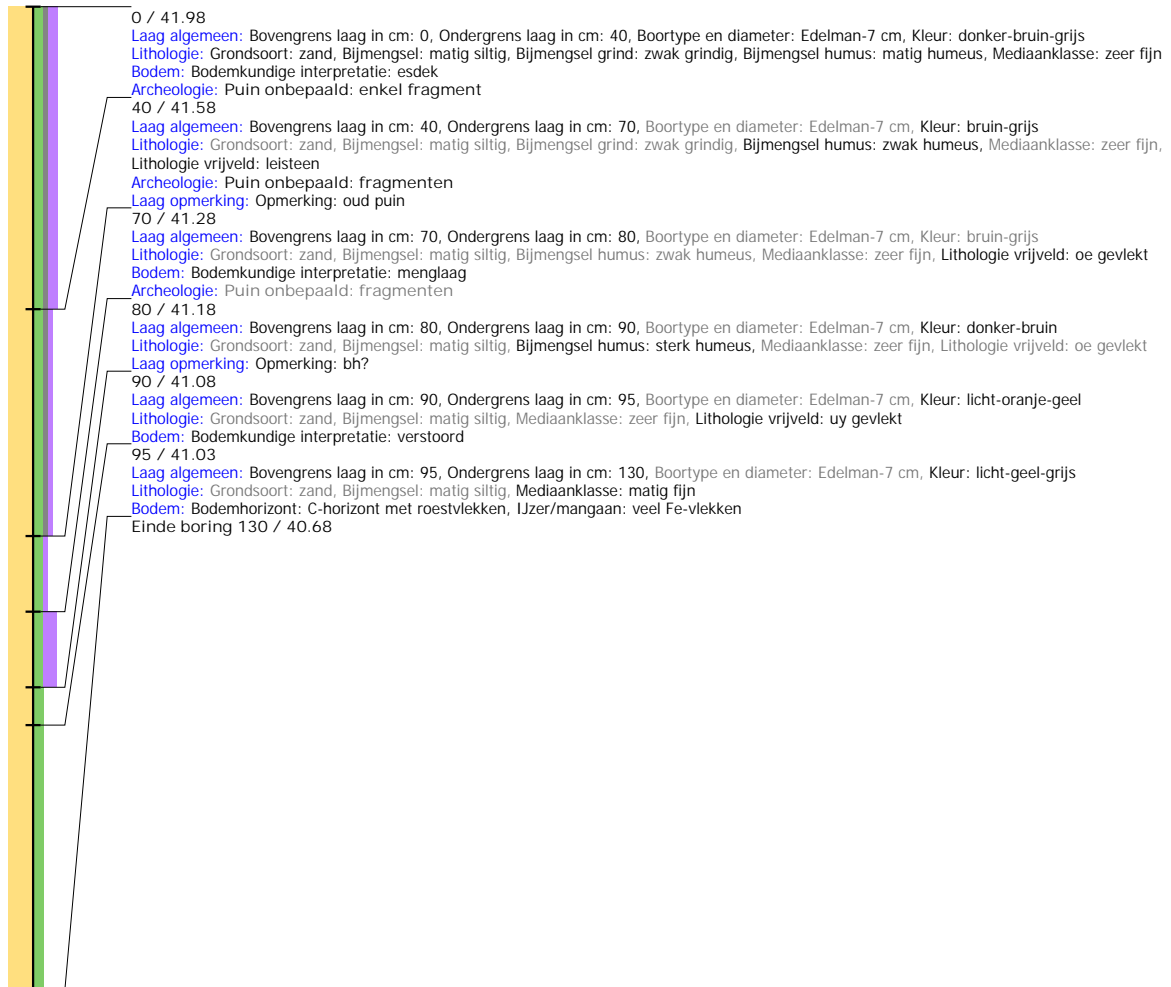 0 / 41.98
Laag algemeen: Bovengrens laag in cm: 0, Ondergrens laag in cm: 40, Boortype en diameter: Edelman-7 cm, Kleur: donker-bruin-grijs
Lithologie: Grondsoort: zand, Bijmengsel: matig siltig, Bijmengsel grind: zwak grindig, Bijmengsel humus: matig humeus, Mediaanklasse: zeer fijn
Bodem: Bodemkundige interpretatie: esdek
Archeologie: Puin onbepaald: enkel fragment
40 / 41.58
Laag algemeen: Bovengrens laag in cm: 40, Ondergrens laag in cm: 70, Boortype en diameter: Edelman-7 cm, Kleur: bruin-grijs
Lithologie: Grondsoort: zand, Bijmengsel: matig siltig, Bijmengsel grind: zwak grindig, Bijmengsel humus: zwak humeus, Mediaanklasse: zeer fijn,
Lithologie vrijveld: leisteen
Archeologie: Puin onbepaald: fragmenten
Laag opmerking: Opmerking: oud puin
70 / 41.28
Laag algemeen: Bovengrens laag in cm: 70, Ondergrens laag in cm: 80, Boortype en diameter: Edelman-7 cm, Kleur: bruin-grijs
Lithologie: Grondsoort: zand, Bijmengsel: matig siltig, Bijmengsel humus: zwak humeus, Mediaanklasse: zeer fijn, Lithologie vrijveld: oe gevlekt
Bodem: Bodemkundige interpretatie: menglaag
Archeologie: Puin onbepaald: fragmenten
80 / 41.18
Laag algemeen: Bovengrens laag in cm: 80, Ondergrens laag in cm: 90, Boortype en diameter: Edelman-7 cm, Kleur: donker-bruin
Lithologie: Grondsoort: zand, Bijmengsel: matig siltig, Bijmengsel humus: sterk humeus, Mediaanklasse: zeer fijn, Lithologie vrijveld: oe gevlekt
Laag opmerking: Opmerking: bh?
90 / 41.08
Laag algemeen: Bovengrens laag in cm: 90, Ondergrens laag in cm: 95, Boortype en diameter: Edelman-7 cm, Kleur: licht-oranje-geel
Lithologie: Grondsoort: zand, Bijmengsel: matig siltig, Mediaanklasse: zeer fijn, Lithologie vrijveld: uy gevlekt
Bodem: Bodemkundige interpretatie: verstoord
95 / 41.03
Laag algemeen: Bovengrens laag in cm: 95, Ondergrens laag in cm: 130, Boortype en diameter: Edelman-7 cm, Kleur: licht-geel-grijs
Lithologie: Grondsoort: zand, Bijmengsel: matig siltig, Mediaanklasse: matig fijn
Bodem: Bodemhorizont: C-horizont met roestvlekken, IJzer/mangaan: veel Fe-vlekken
Einde boring 130 / 40.68